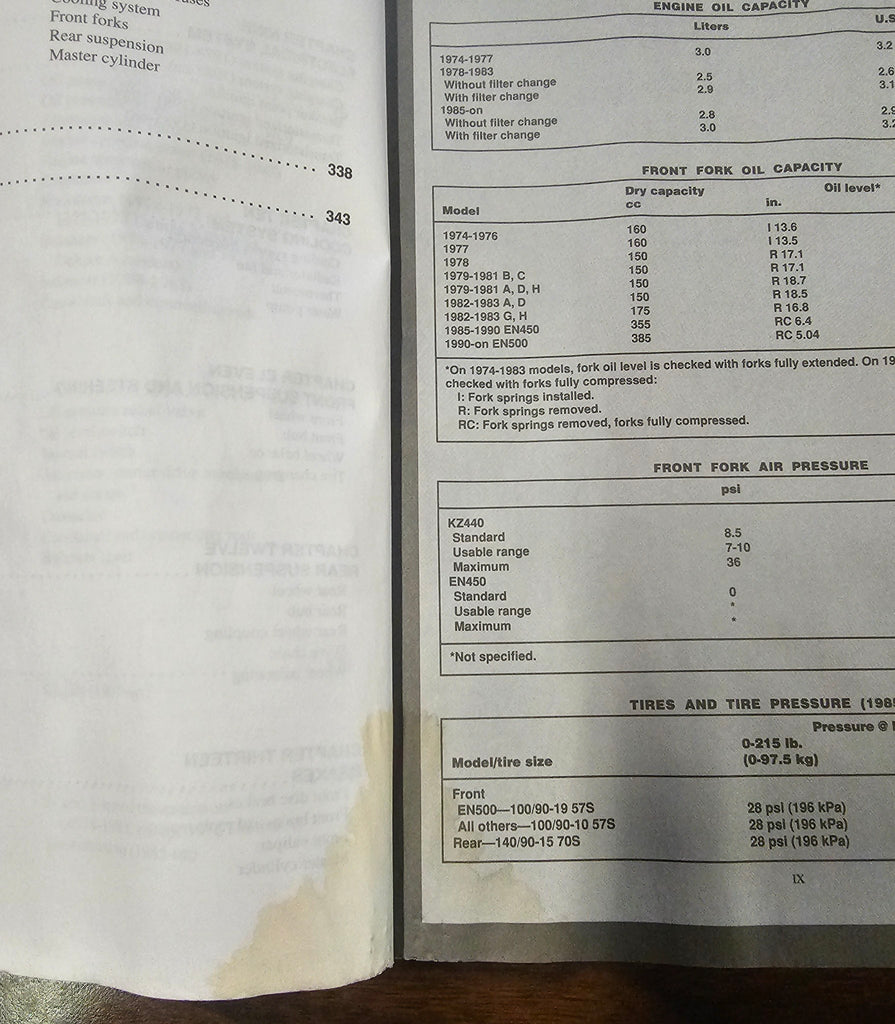 Cooling system
Front forks
Rear suspension
Master cylinder
338
343
ENGINE OIL CAPACITY
Liters U.S
1974-1977 3.0 3.2
1978-1983
Without filter change 2.5 2.6
With filter change 2.9 3.1
1985-on
Without filter change 2.8 2.9
With filter change 3.0 3.2
FRONT FORK OIL CAPACITY
Dry capacity Oil level*
Model cc in.
1974-1976 160 I 13.6
1977 160 I 13.5
1978 150 R 17.1
1979-1981 B, C 150 R 17.1
1979-1981 A, D, H 150 R 18.7
1982-1983 A, D 150 R 18.5
1982-1983 G, H 175 R 16.8
1985-1990 EN450 355 RC 6.4
1990-on EN500 385 RC 5.04
*On 1974-1983 models, fork oil level is checked with forks fully extended. On 19
checked with forks fully compressed:
I: Fork springs installed.
R: Fork springs removed.
RC: Fork springs removed, forks fully compressed.
FRONT FORK AIR PRESSURE
psi
KZ440
Standard 8.5
Usable range 7-10
Maximum 36
EN450
Standard 0
Usable range *
Maximum *
*Not specified.
TIRES AND TIRE PRESSURE (198
Pressure @
0-215 lb.
Model/tire size (0-97.5 kg)
Front
EN500—100/90-19 57S 28 psi (196 kPa)
All others—100/90-10 57S 28 psi (196 kPa)
Rear—140/90-15 70S 28 psi (196 kPa)
IX